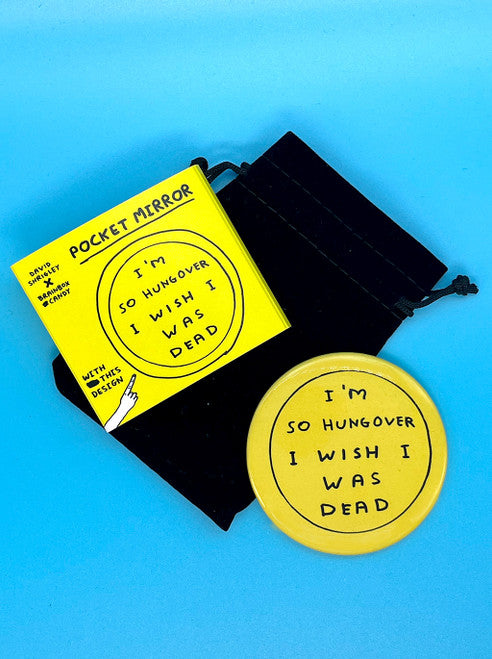 POCKET MIRROR
DAVID
SHRIGLEY
X
BRAINBOX
CANDY
I'M
SO HUNGOVER
I WISH I
WAS
DEAD
WITH
THIS
DESIGN
I'M
SO HUNGOVER
I WISH I
WAS
DEAD